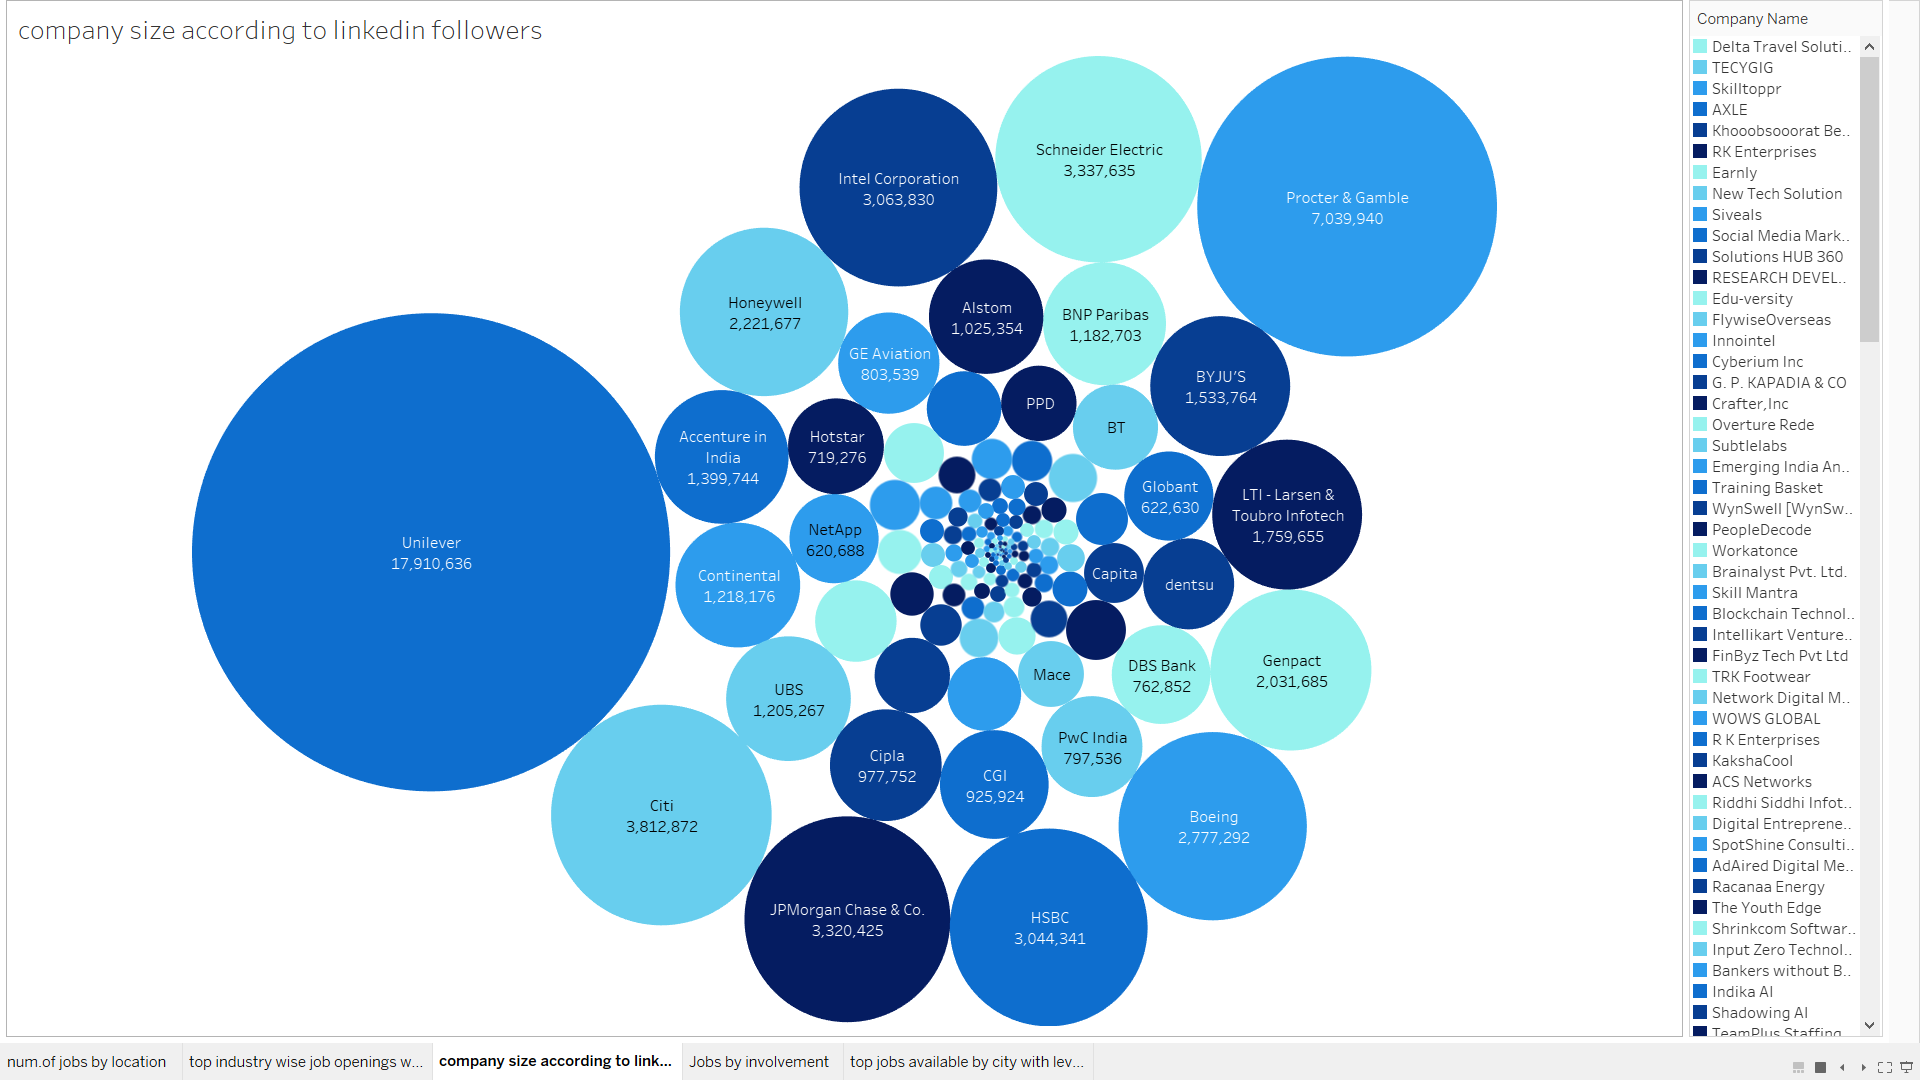 company size according to linkedin followers
Schneider Electric
3,337,635
Intel Corporation
3,063,830
Procter & Gamble
7,039,940
Honeywell
2,221,677
Alstom
1,025,354
BNP Paribas
1,182,703
GE Aviation
803,539
BYJU'S
1,533,764
PPD
BT
Accenture in
India
1,399,744
Hotstar
719,276
Globant
622,630
LTI - Larsen &
Toubro Infotech
1,759,655
NetApp
620,688
Unilever
17,910,636
Continental
1,218,176
Capita
dentsu
Genpact
2,031,685
DBS Bank
762,852
Mace
UBS
1,205,267
PwC India
797,536
Cipla
977,752
CGI
925,924
Citi
3,812,872
Boeing
2,777,292
JPMorgan Chase & Co.
3,320,425
HSBC
3,044,341
Company Name
Delta Travel Soluti..
TECYGIG
Skilltoppr
AXLE
Khooobsooorat Be..
RK Enterprises
Earnly
New Tech Solution
Siveals
Social Media Mark..
Solutions HUB 360
RESEARCH DEVEL..
Edu-versity
FlywiseOverseas
Innointel
Cyberium Inc
G. P. KAPADIA & CO
Crafter,Inc
Overture Rede
Subtlelabs
Emerging India An..
Training Basket
WynSwell [WynSw..
PeopleDecode
Workatonce
Brainalyst Pvt. Ltd.
Skill Mantra
Blockchain Technol..
Intellikart Venture..
FinByz Tech Pvt Ltd
TRK Footwear
Network Digital M..
WOWS GLOBAL
R K Enterprises
KakshaCool
ACS Networks
Riddhi Siddhi Infot..
Digital Entreprene..
SpotShine Consulti..
AdAired Digital Me..
Racanaa Energy
The Youth Edge
Shrinkcom Softwar..
Input Zero Technol..
Bankers without B..
Indika AI
Shadowing AI
TeamPlus Staffing
num.of jobs by location
top industry wise job openings w...
company size according to link...
Jobs by involvement
top jobs available by city with lev...